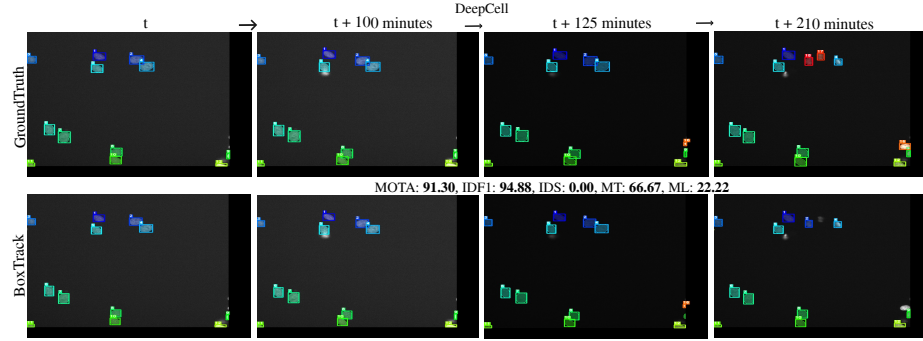 DeepCell
t → t + 100 minutes → t + 125 minutes → t + 210 minutes
GroundTruth
MOTA: 91.30, IDF1: 94.88, IDS: 0.00, MT: 66.67, ML: 22.22
BoxTrack